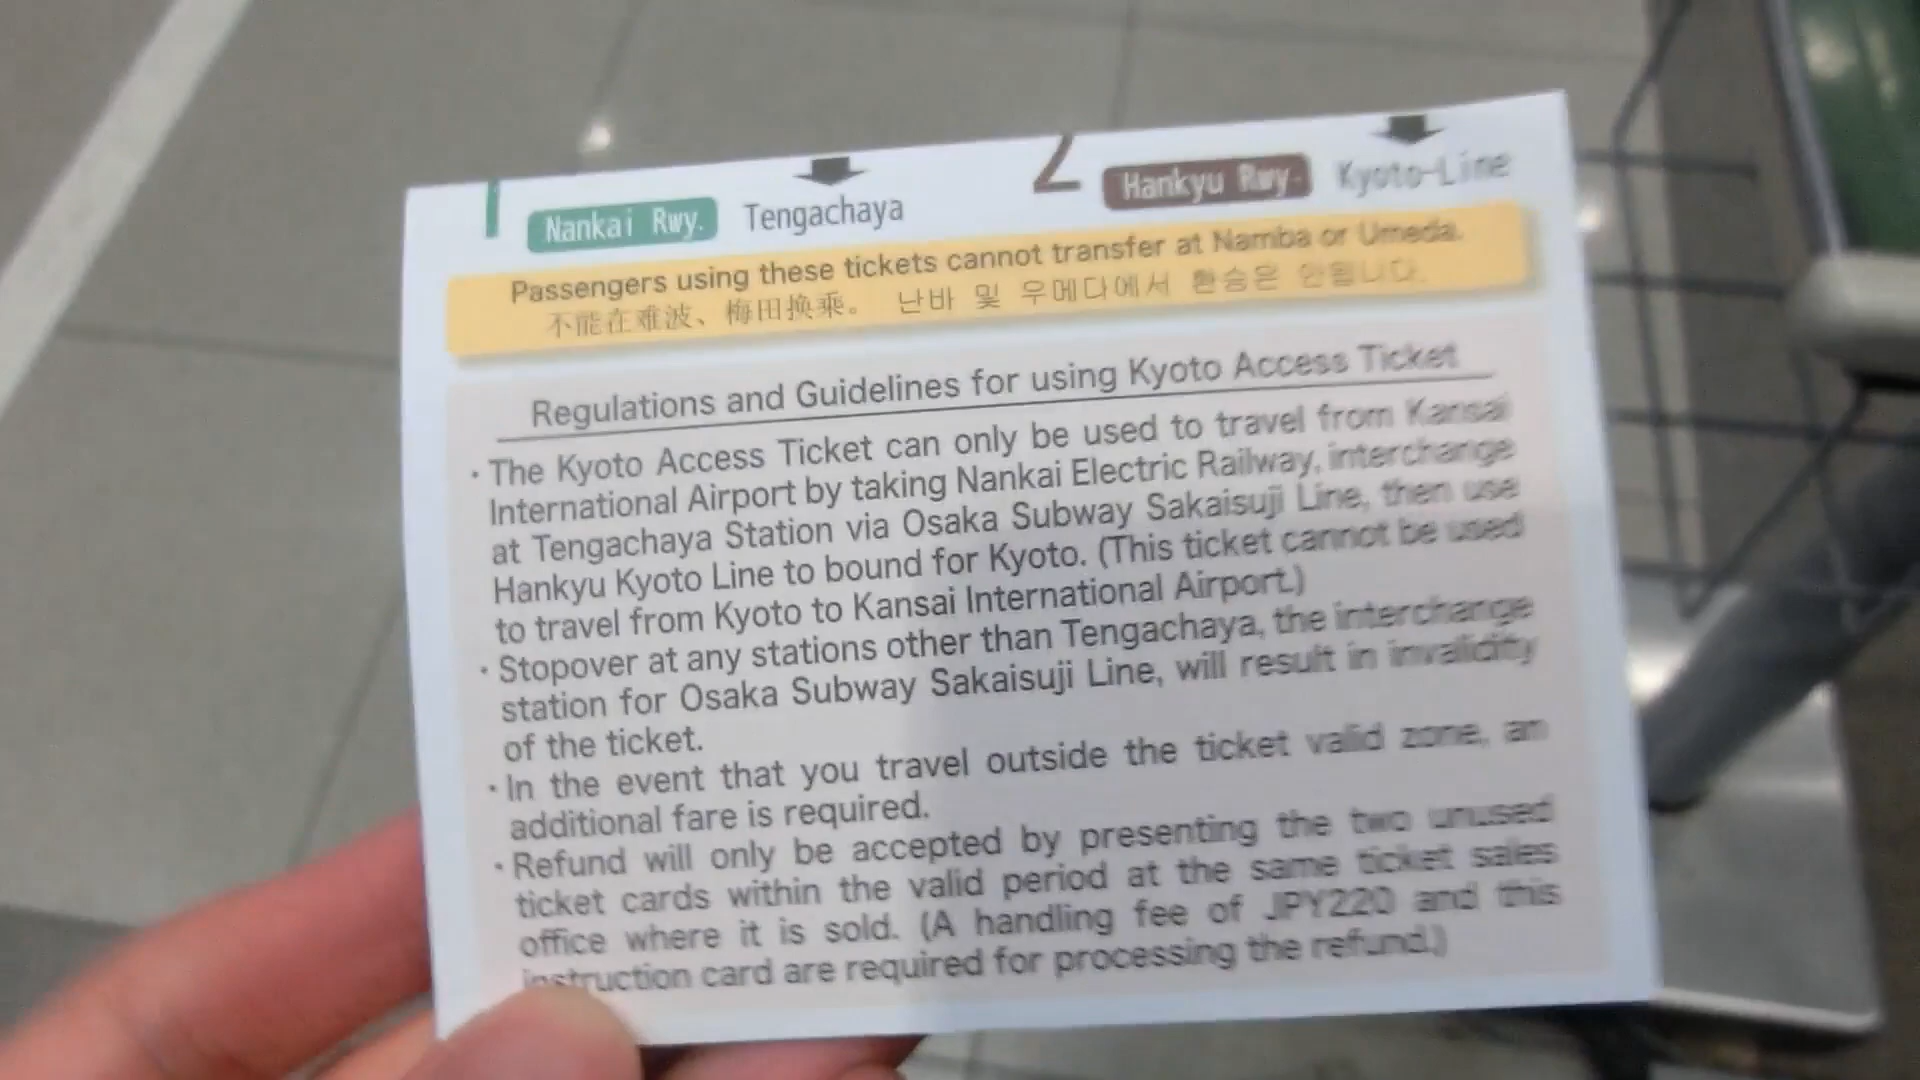 1 Nankai Rwy. Tengachaya 2 Hankyu Rwy. Kyoto-Line
Passengers using these tickets cannot transfer at Namba or Umeda.
不能在难波、梅田换乘。 난바 및 우메다에서 환승은 안됩니다.
Regulations and Guidelines for using Kyoto Access Ticket
・The Kyoto Access Ticket can only be used to travel from Kansai
International Airport by taking Nankai Electric Railway, interchange
at Tengachaya Station via Osaka Subway Sakaisuji Line, then use
Hankyu Kyoto Line to bound for Kyoto. (This ticket cannot be used
to travel from Kyoto to Kansai International Airport.)
・Stopover at any stations other than Tengachaya, the interchange
station for Osaka Subway Sakaisuji Line, will result in invalidity
of the ticket.
・In the event that you travel outside the ticket valid zone, an
additional fare is required.
・Refund will only be accepted by presenting the two unused
ticket cards within the valid period at the same ticket sales
office where it is sold. (A handling fee of JPY220 and this
instruction card are required for processing the refund.)